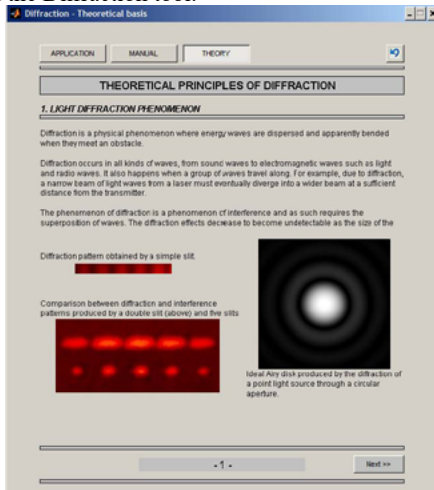 the Diffraction tool.
Diffraction - Theoretical basis
APPLICATION
MANUAL
THEORY
THEORETICAL PRINCIPLES OF DIFFRACTION
1. LIGHT DIFFRACTION PHENOMENON
Diffraction is a physical phenomenon where energy waves are dispersed and apparently bended
when they meet an obstacle.
Diffraction occurs in all kinds of waves, from sound waves to electromagnetic waves such as light
and radio waves. It also happens when a group of waves travel along. For example, due to diffraction,
a narrow beam of light waves from a laser must eventually diverge into a wider beam at a sufficient
distance from the transmitter.
The phenomenon of diffraction is a phenomenon of interference and as such requires the
superposition of waves. The diffraction effects decrease to become undetectable as the size of the
Diffraction pattern obtained by a simple slit.
Comparison between diffraction and interference
patterns produced by a double slit (above) and five slits
Ideal Airy disk produced by the diffraction of
a point light source through a circular
aperture.
- 1 -
Next >>